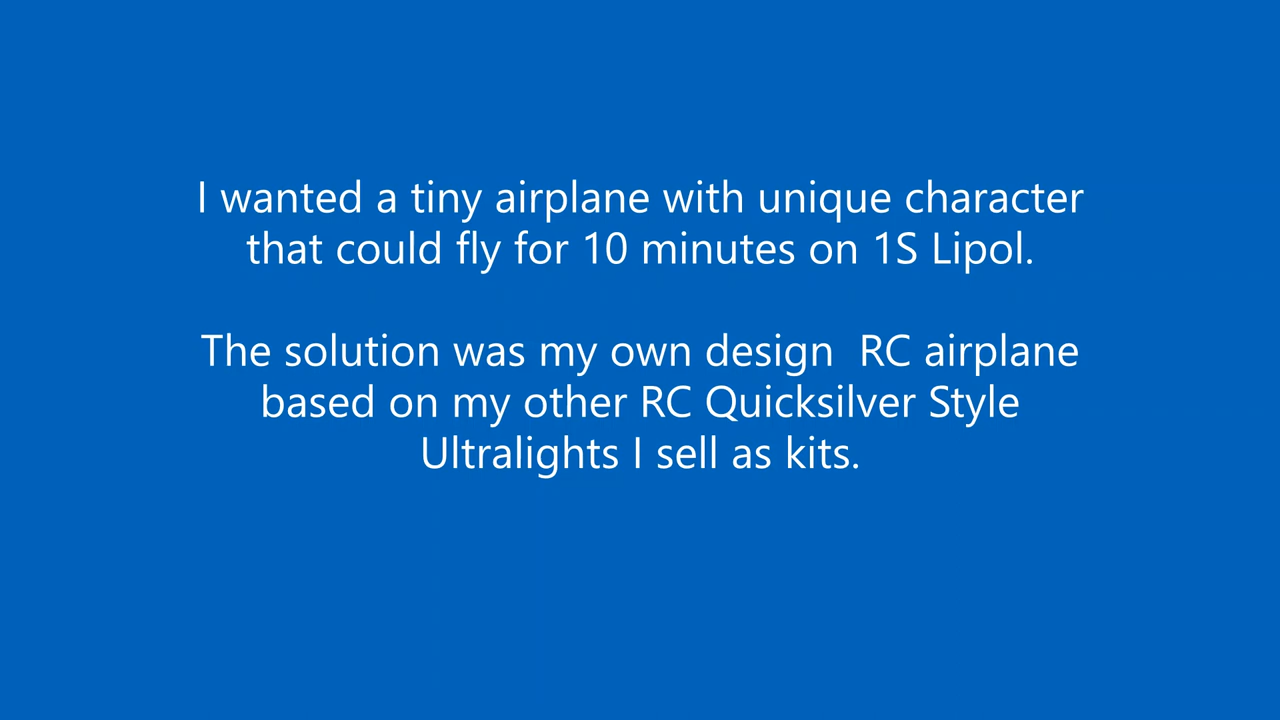 I wanted a tiny airplane with unique character
that could fly for 10 minutes on 1S Lipol.
The solution was my own design  RC airplane
based on my other RC Quicksilver Style
Ultralights I sell as kits.